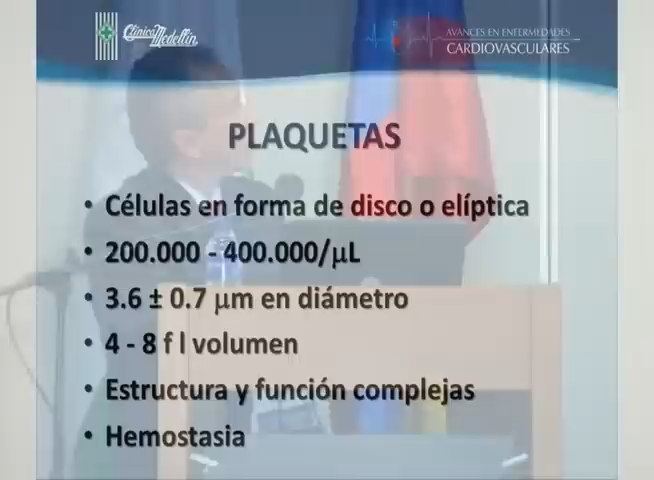 Clínica Medellín
AVANCES EN ENFERMEDADES
CARDIOVASCULARES
PLAQUETAS
• Células en forma de disco o elíptica
• 200.000 - 400.000/μL
• 3.6 ± 0.7 μm en diámetro
• 4 - 8 f l volumen
• Estructura y función complejas
• Hemostasia